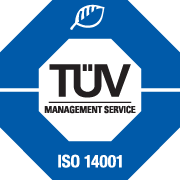 TÜV
MANAGEMENT SERVICE
ISO 14001